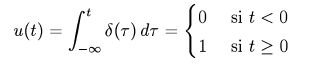 u(t) = ∫_{-∞}^{t} δ(τ) dτ = { 0 si t < 0
1 si t ≥ 0